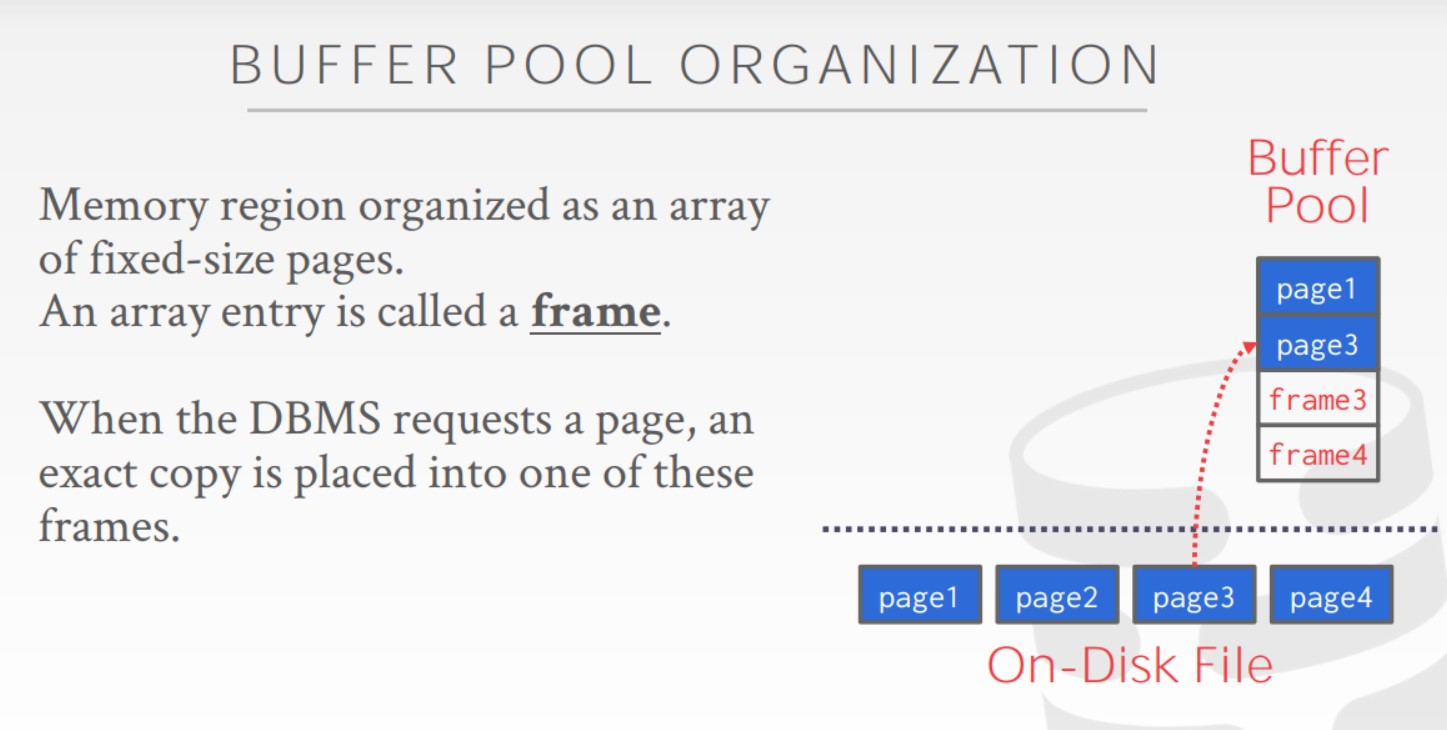 BUFFER POOL ORGANIZATION
Memory region organized as an array
of fixed-size pages.
An array entry is called a frame.
When the DBMS requests a page, an
exact copy is placed into one of these
frames.
Buffer
Pool
page1
page3
frame3
frame4
page1 page2 page3 page4
On-Disk File